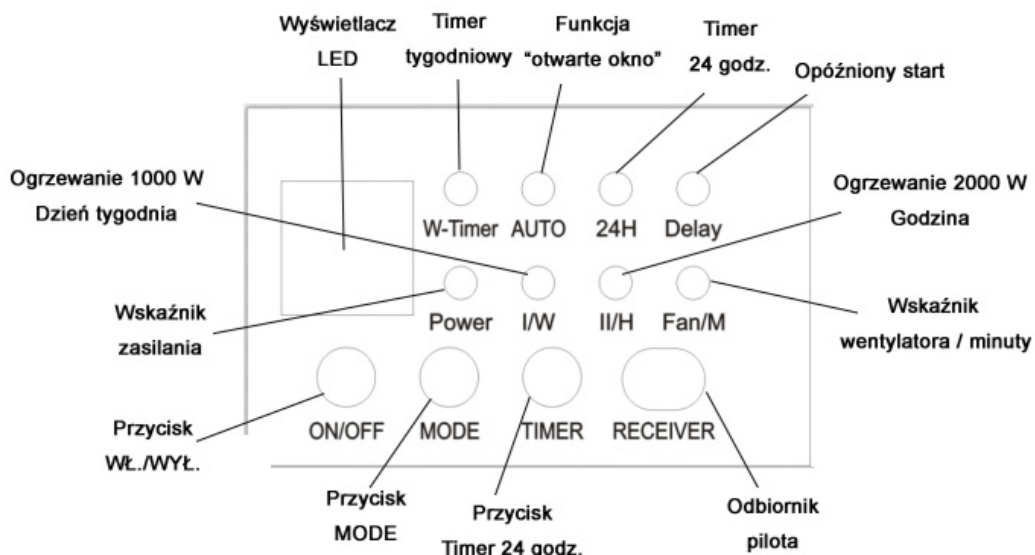 Wyświetlacz
LED
Timer
tygodniowy
Funkcja
“otwarte okno”
Timer
24 godz.
Opóźniony start
Ogrzewanie 1000 W
Dzień tygodnia
Ogrzewanie 2000 W
Godzina
W-Timer AUTO 24H Delay
Wskaźnik
zasilania
Power I/W II/H Fan/M
Wskaźnik
wentylatora / minuty
ON/OFF MODE TIMER RECEIVER
Przycisk
WŁ./WYŁ.
Przycisk
MODE
Przycisk
Timer 24 godz.
Odbiornik
pilota